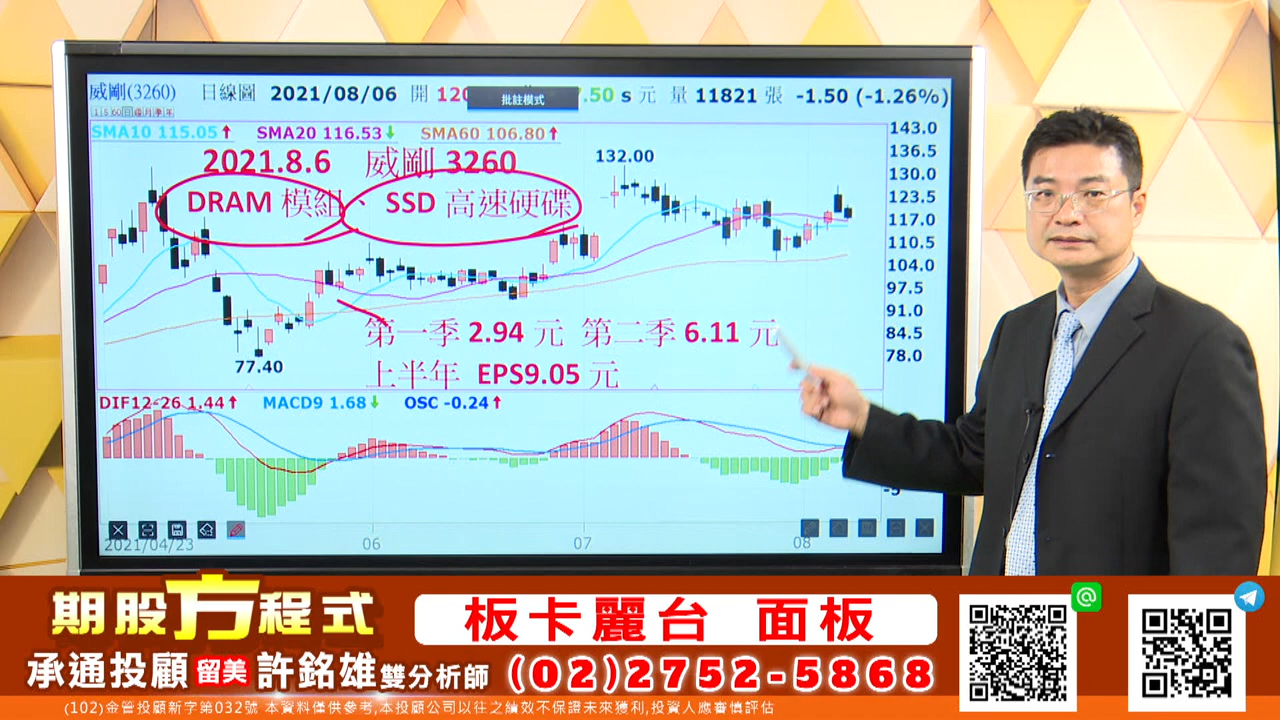 威剛(3260) 日線圖 2021/08/06 開 120 .50 s 元 量 11821 張 -1.50 (-1.26%)
批註模式
1 5 60 日 週 月 季 年
SMA10 115.05↑ SMA20 116.53↓ SMA60 106.80↑
143.0
136.5
130.0
123.5
117.0
110.5
104.0
97.5
91.0
84.5
78.0
2021.8.6 威剛 3260
132.00
DRAM 模組、SSD 高速硬碟
第一季 2.94 元 第二季 6.11 元
77.40
上半年 EPS9.05 元
DIF12-26 1.44↑ MACD9 1.68↓ OSC -0.24↑
-5
2021/04/23 06 07 08
期股方程式
板卡麗台 面板
承通投顧 留美 許銘雄 雙分析師 (02)2752-5868
(102)金管投顧新字第032號 本資料僅供參考,本投顧公司以往之績效不保證未來獲利,投資人應審慎評估